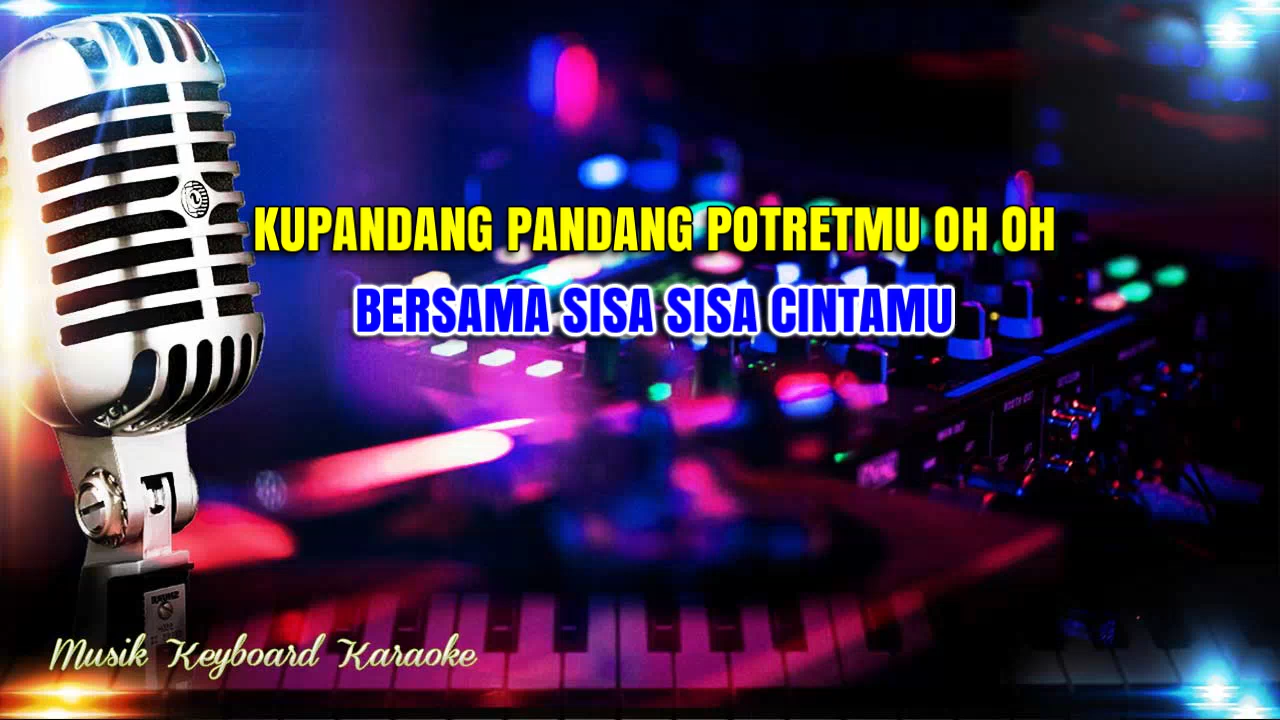 KUPANDANG PANDANG POTRETMU OH OH
BERSAMA SISA SISA CINTAMU
Musik Keyboard Karaoke